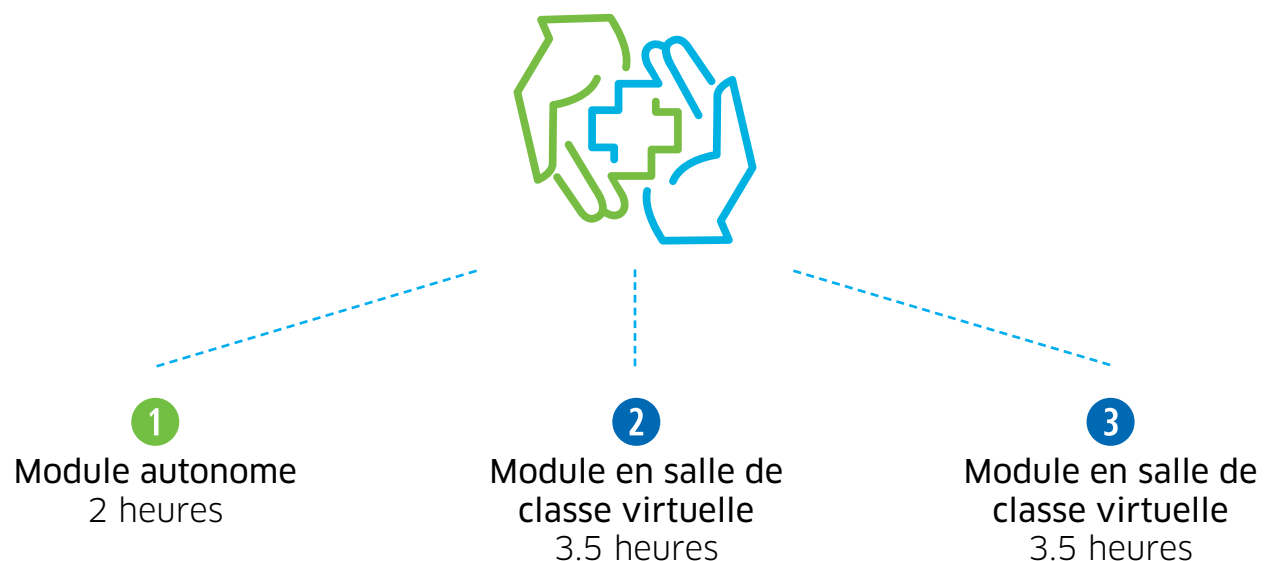 1
Module autonome
2 heures
2
Module en salle de
classe virtuelle
3.5 heures
3
Module en salle de
classe virtuelle
3.5 heures